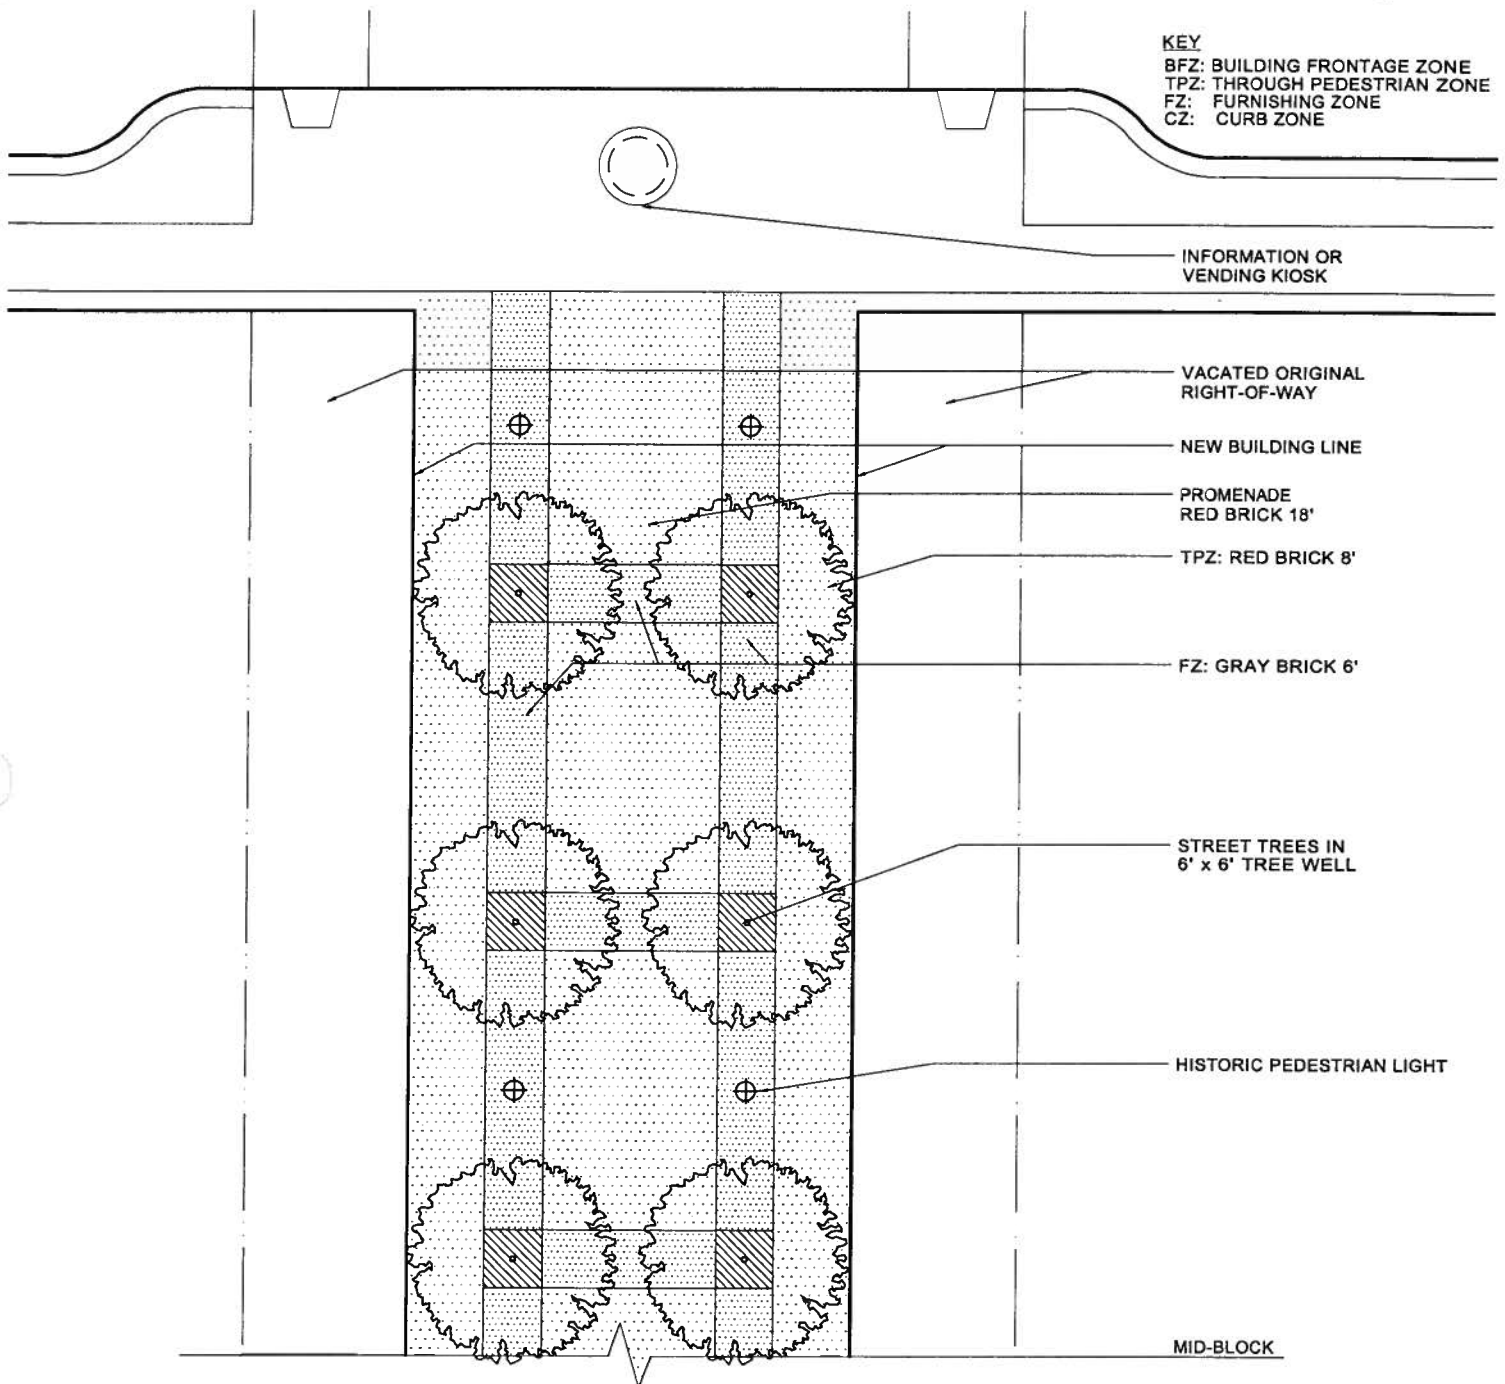 KEY
BFZ: BUILDING FRONTAGE ZONE
TPZ: THROUGH PEDESTRIAN ZONE
FZ: FURNISHING ZONE
CZ: CURB ZONE
INFORMATION OR
VENDING KIOSK
VACATED ORIGINAL
RIGHT-OF-WAY
NEW BUILDING LINE
PROMENADE
RED BRICK 18'
TPZ: RED BRICK 8'
FZ: GRAY BRICK 6'
STREET TREES IN
6' x 6' TREE WELL
HISTORIC PEDESTRIAN LIGHT
MID-BLOCK